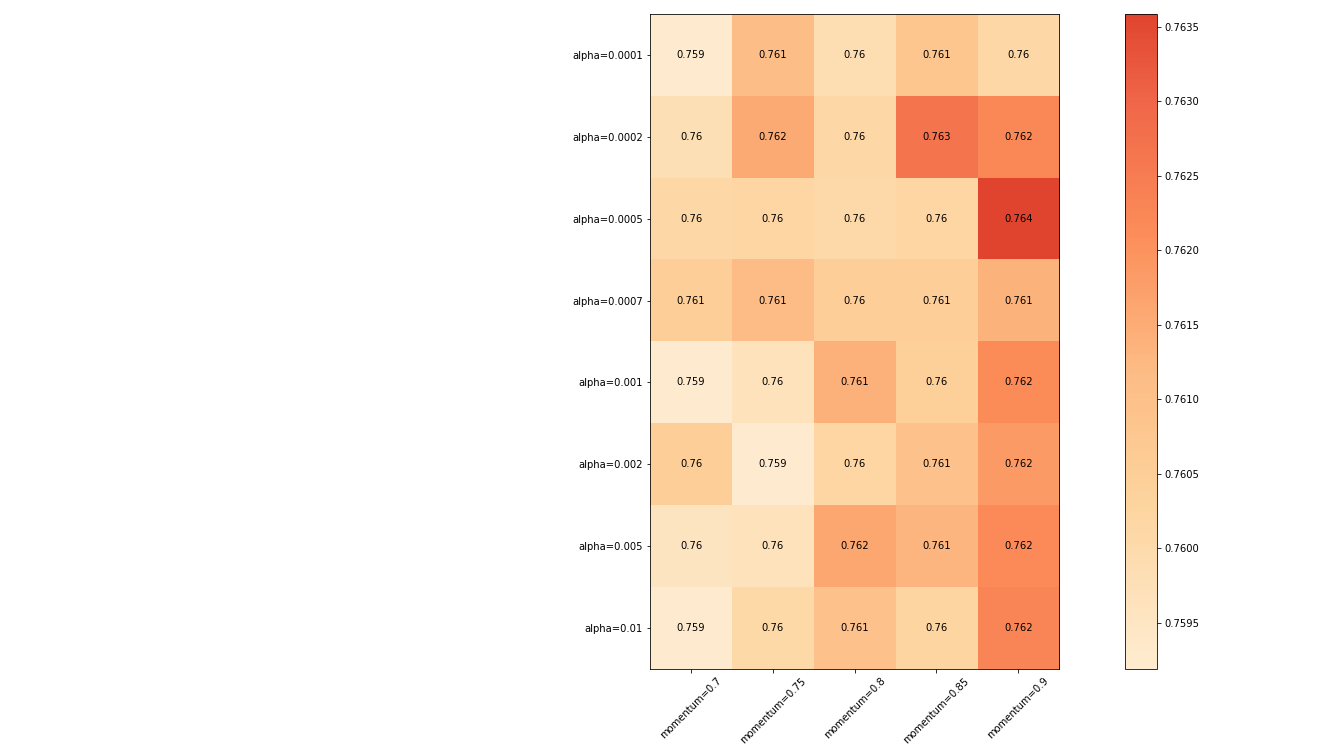 alpha=0.0001 0.759 0.761 0.76 0.761 0.76
alpha=0.0002 0.76 0.762 0.76 0.763 0.762
alpha=0.0005 0.76 0.76 0.76 0.76 0.764
alpha=0.0007 0.761 0.761 0.76 0.761 0.761
alpha=0.001 0.759 0.76 0.761 0.76 0.762
alpha=0.002 0.76 0.759 0.76 0.761 0.762
alpha=0.005 0.76 0.76 0.762 0.761 0.762
alpha=0.01 0.759 0.76 0.761 0.76 0.762
momentum=0.7 momentum=0.75 momentum=0.8 momentum=0.85 momentum=0.9
0.7635
0.7630
0.7625
0.7620
0.7615
0.7610
0.7605
0.7600
0.7595